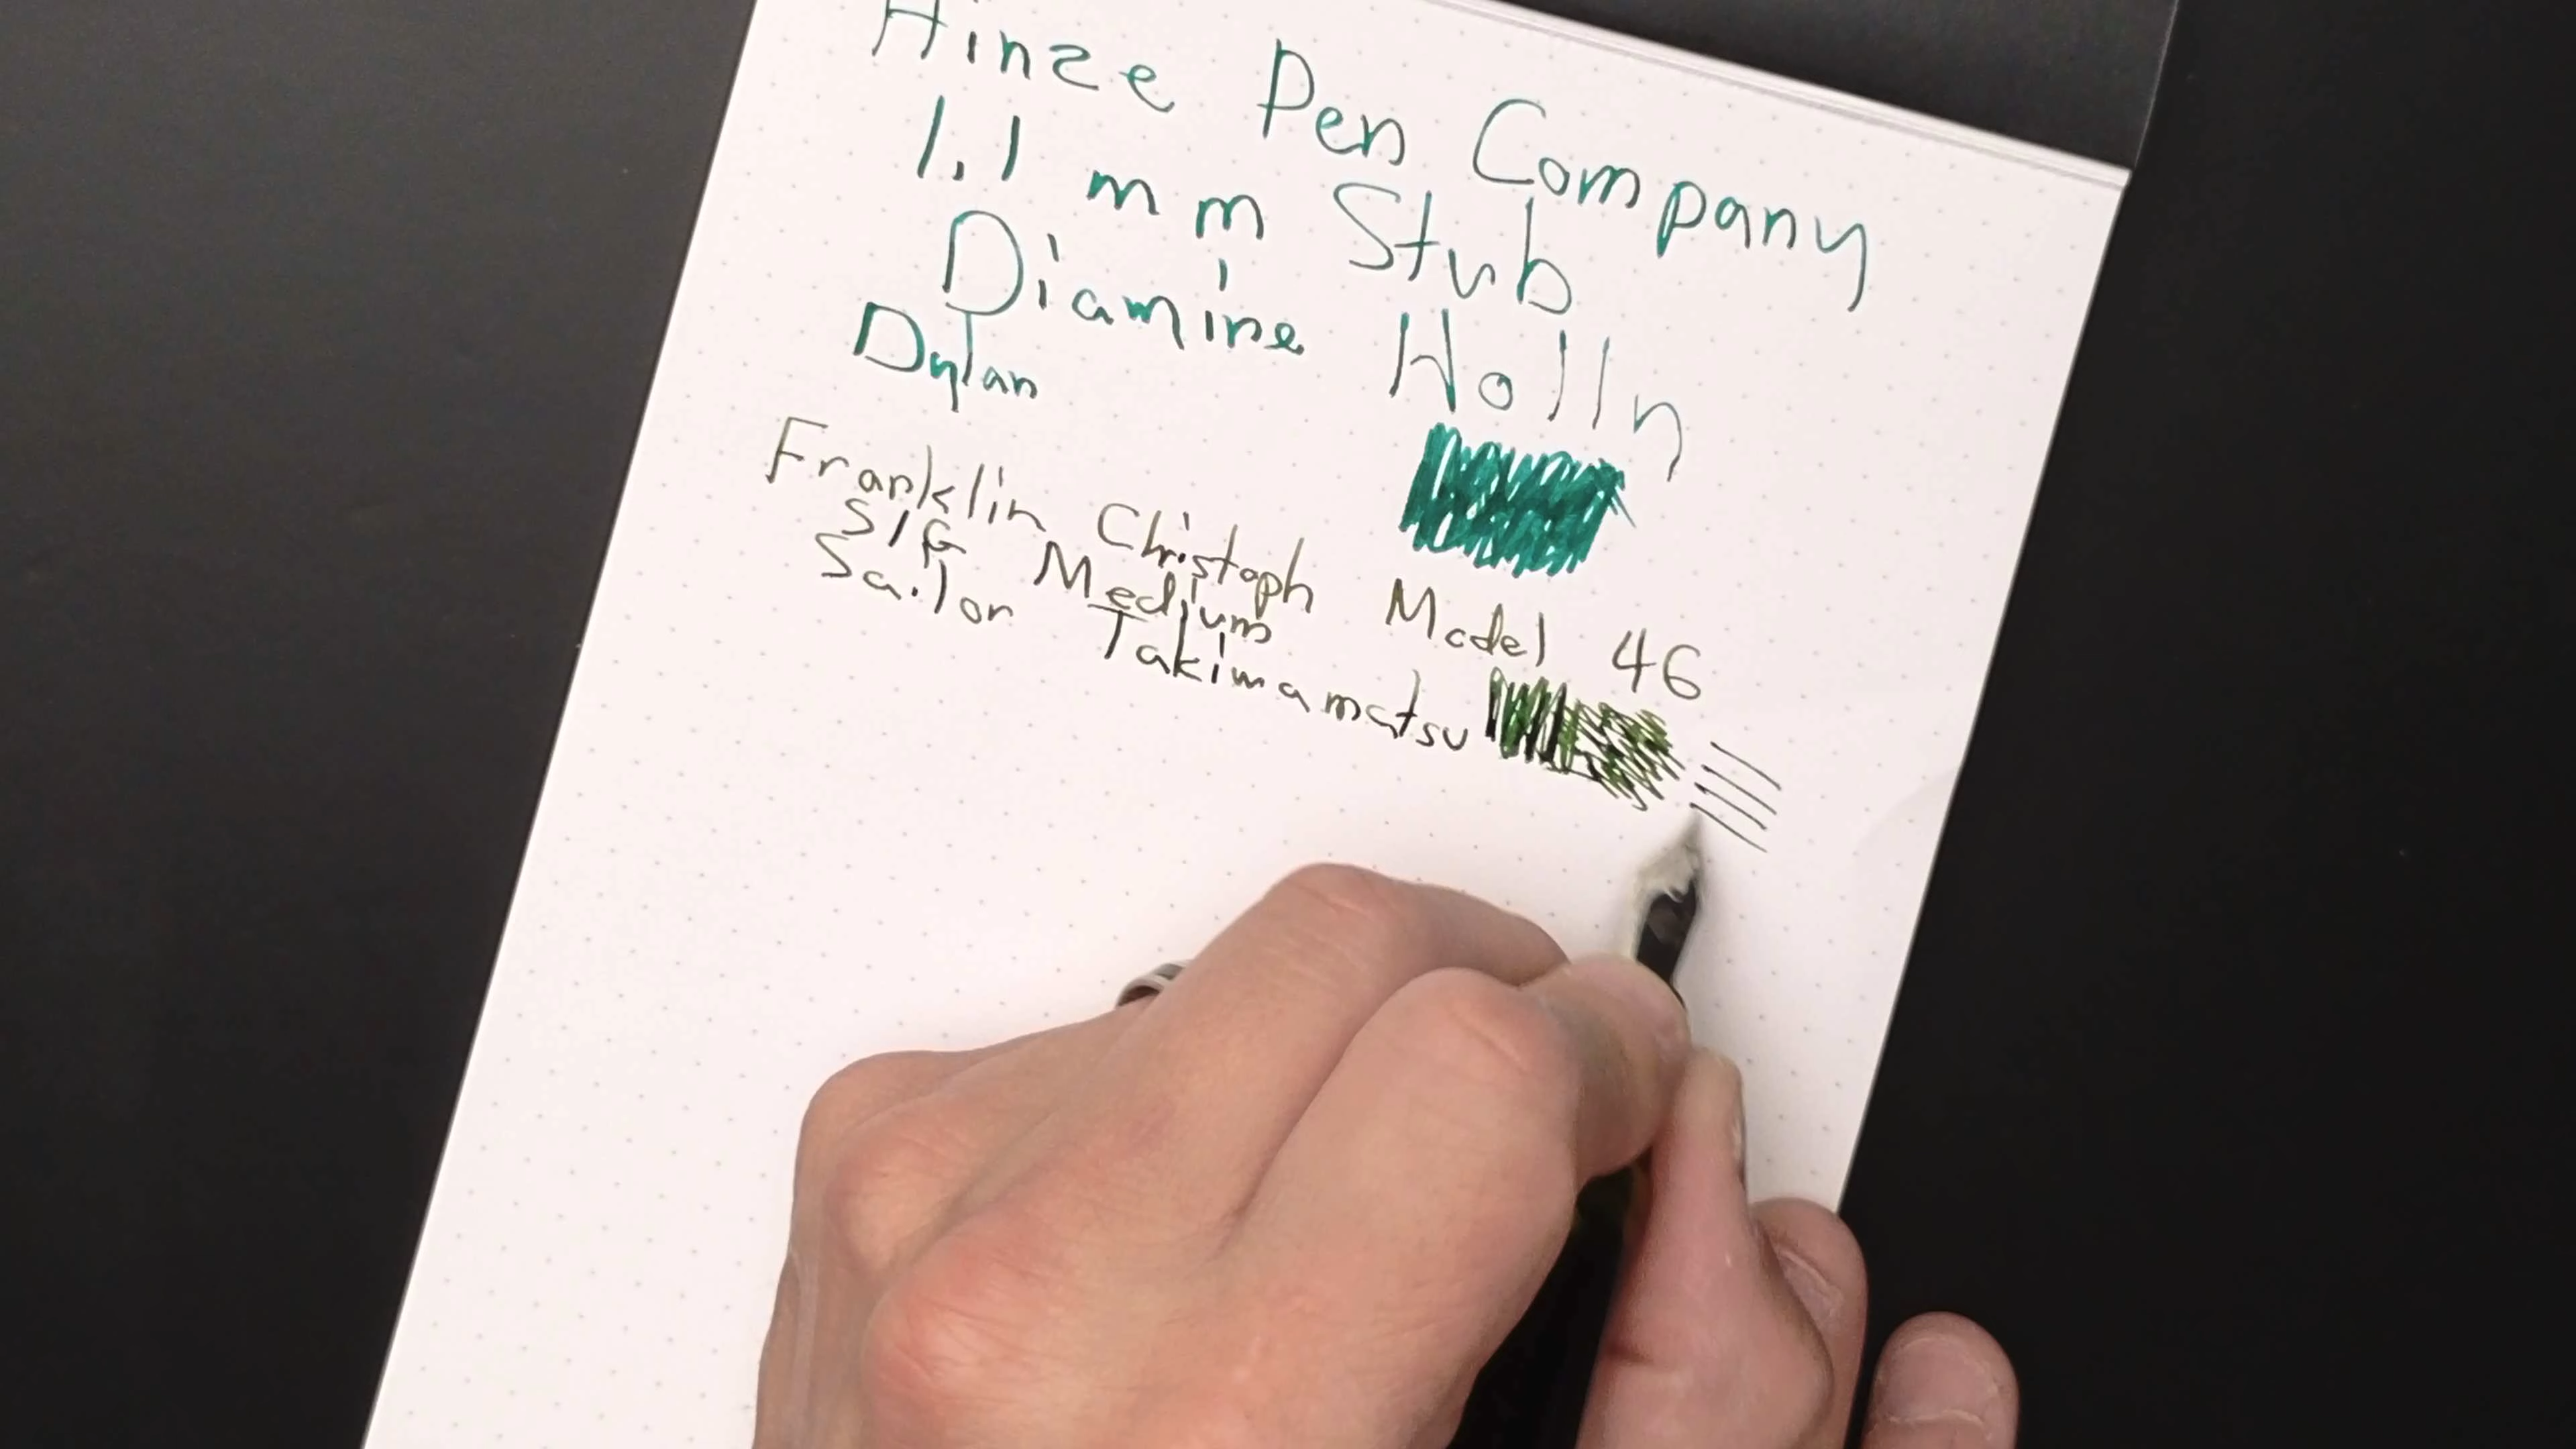 Hinze Pen Company
1.1 mm Stub
Diamine Holly
Dylan
Franklin Christoph Model 46
SIG Medium
Sailor Takimamatsu